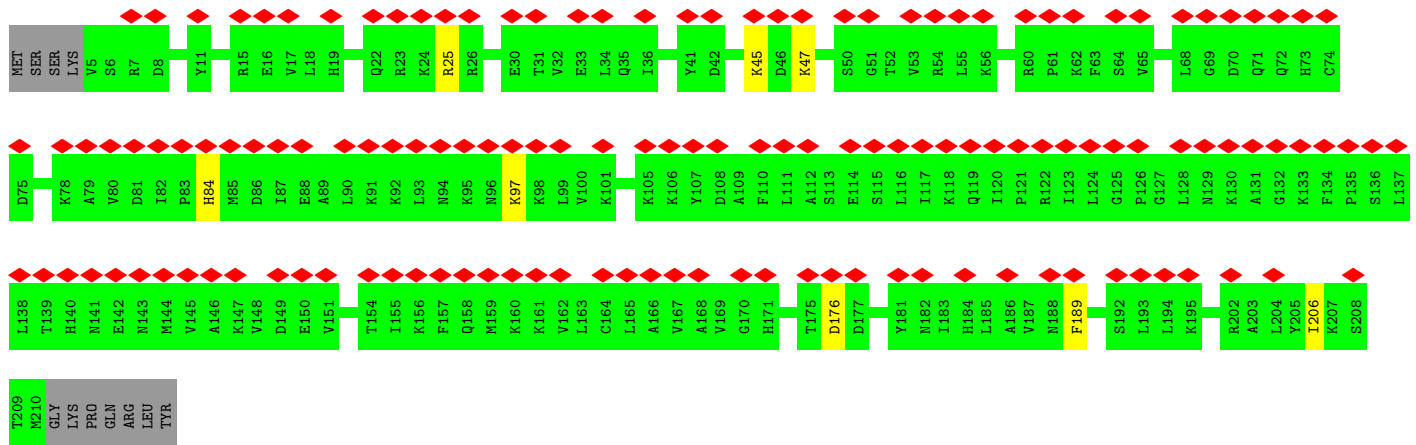 MET SER SER LYS V5 S6 R7 D8 Y11 R15 E16 V17 L18 H19 Q22 R23 K24 R25 R26 E30 T31 V32 E33 L34 Q35 I36 Y41 D42 K45 D46 K47 S50 G51 T52 V53 R54 L55 K56 R60 P61 K62 F63 S64 V65 L68 G69 D70 Q71 Q72 H73 C74
D75 K78 A79 V80 D81 I82 P83 H84 M85 D86 I87 E88 A89 L90 K91 K92 L93 N94 K95 N96 K97 K98 L99 V100 K101 K105 K106 Y107 D108 A109 F110 L111 A112 S113 E114 S115 L116 I117 K118 Q119 I120 P121 R122 I123 L124 G125 P126 G127 L128 N129 K130 A131 G132 K133 F134 P135 S136 L137
L138 T139 H140 N141 E142 N143 M144 V145 A146 K147 V148 D149 E150 V151 T154 I155 K156 F157 Q158 M159 K160 K161 V162 L163 C164 L165 A166 V167 A168 V169 G170 H171 T175 D176 D177 Y181 N182 I183 H184 L185 A186 V187 N188 F189 S192 L193 L194 K195 R202 A203 L204 Y205 I206 K207 S208
T209 M210 GLY LYS PRO GLN ARG LEU TYR